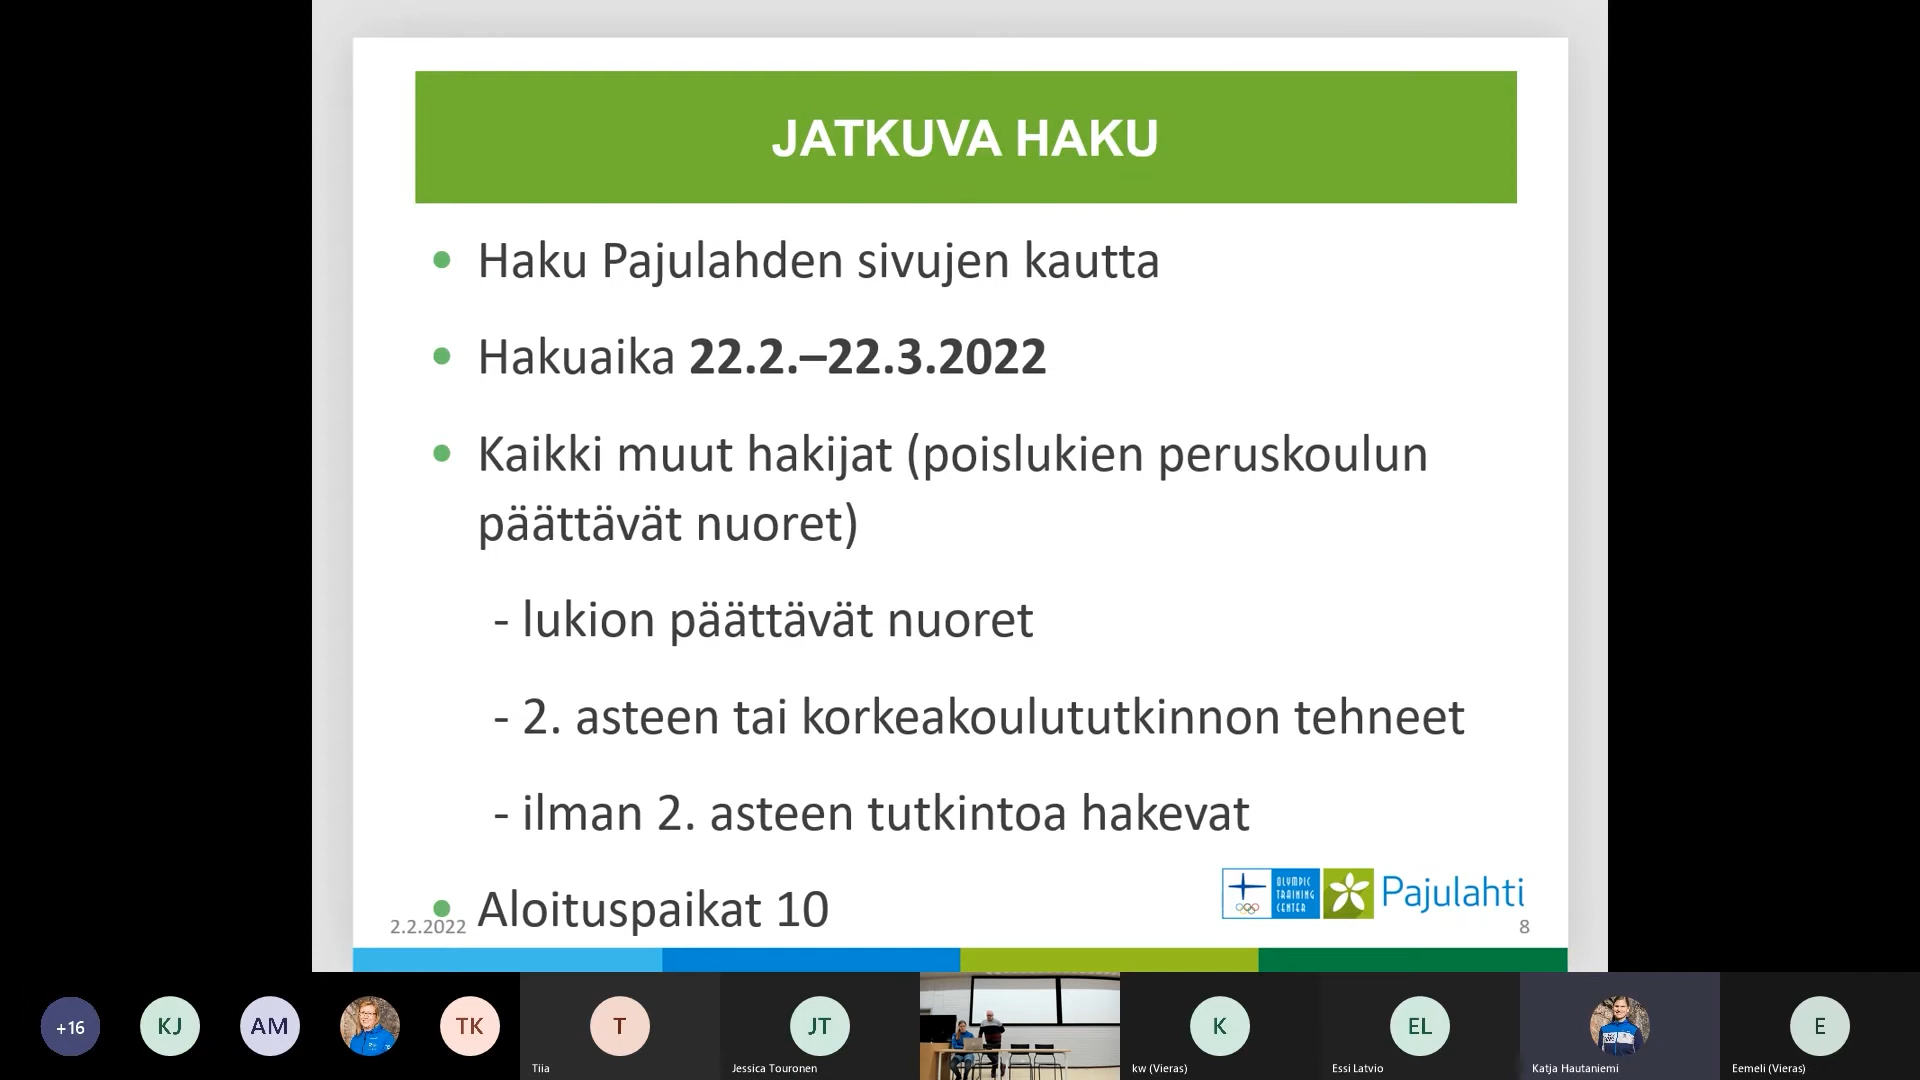 JATKUVA HAKU
• Haku Pajulahden sivujen kautta
• Hakuaika 22.2.–22.3.2022
• Kaikki muut hakijat (poislukien peruskoulun
päättävät nuoret)
- lukion päättävät nuoret
- 2. asteen tai korkeakoulututkinnon tehneet
- ilman 2. asteen tutkintoa hakevat
• Aloituspaikat 10
OLYMPIC
TRAINING
CENTER
Pajulahti
2.2.2022
8
+16
KJ
AM
TK
T
Tiia
JT
Jessica Touronen
K
kw (Vieras)
EL
Essi Latvio
Katja Hautaniemi
E
Eemeli (Vieras)